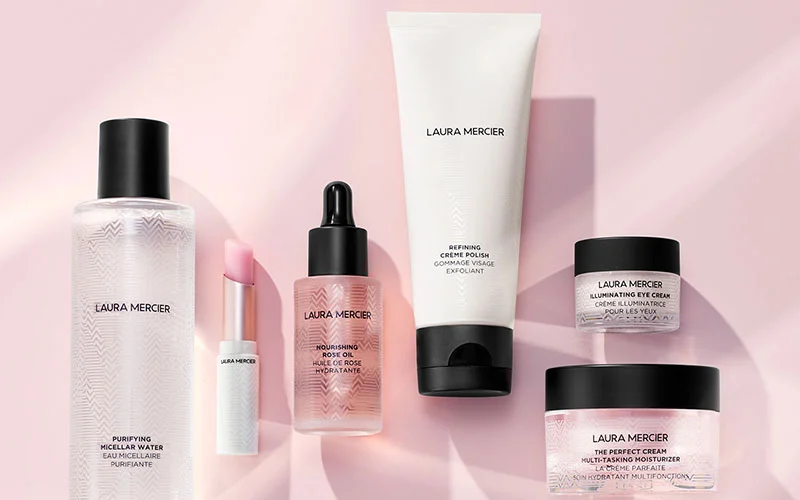 LAURA MERCIER
PURIFYING
MICELLAR WATER
EAU MICELLAIRE
PURIFIANTE
LAURA MERCIER
LAURA MERCIER
NOURISHING
ROSE OIL
HUILE DE ROSE
HYDRATANTE
LAURA MERCIER
REFINING
CRÈME POLISH
GOMMAGE VISAGE
EXFOLIANT
LAURA MERCIER
ILLUMINATING EYE CREAM
CRÈME ILLUMINATRICE
POUR LES YEUX
LAURA MERCIER
THE PERFECT CREAM
MULTI-TASKING MOISTURIZER
LA CRÈME PARFAITE
SOIN HYDRATANT MULTIFONCTION